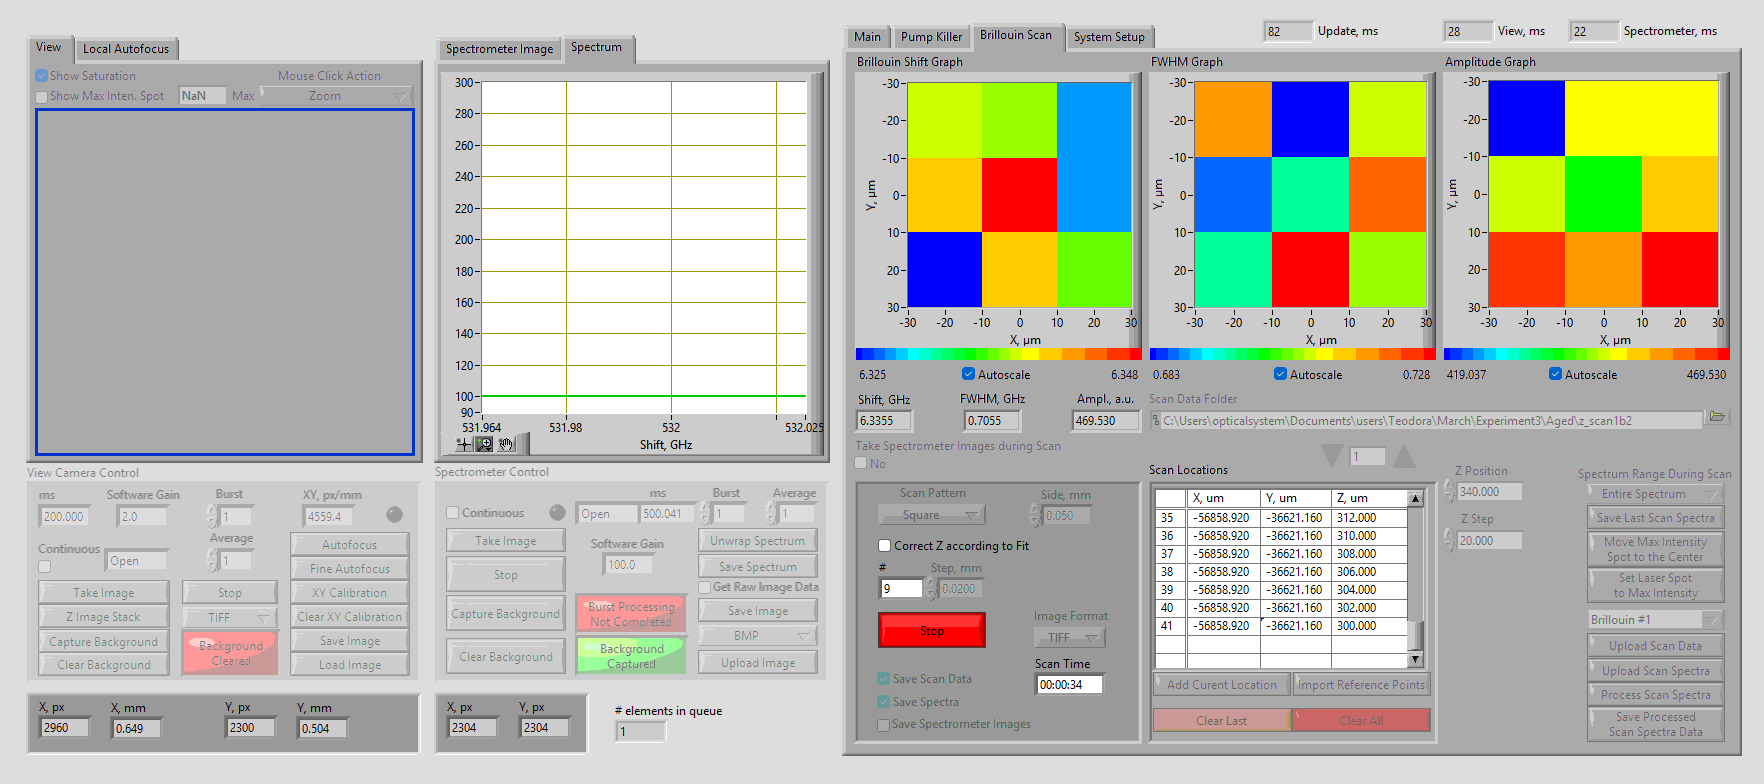 View
Local Autofocus
Show Saturation
Mouse Click Action
Show Max Inten. Spot
NaN
Max
Zoom
Spectrometer Image
Spectrum
300
280
260
240
220
200
180
160
140
120
100
90
531.964
531.98
532
532.025
Shift, GHz
View Camera Control
ms
Software Gain
Burst
XY, px/mm
200.000
2.0
1
4559.4
Average
Continuous
Open
1
Autofocus
Fine Autofocus
Take Image
Stop
XY Calibration
Z Image Stack
TIFF
Clear XY Calibration
Capture Background
Background
Cleared
Save Image
Clear Background
Load Image
X, px
X, mm
Y, px
Y, mm
2960
0.649
2300
0.504
Spectrometer Control
ms
Burst
Average
Continuous
Open
500.041
1
1
Take Image
Software Gain
Unwrap Spectrum
Stop
100.0
Save Spectrum
Get Raw Image Data
Capture Background
Burst Processing
Not Completed
Save Image
BMP
Clear Background
Background
Captured
Upload Image
X, px
Y, px
2304
2304
# elements in queue
1
82
Update, ms
28
View, ms
22
Spectrometer, ms
Main
Pump Killer
Brillouin Scan
System Setup
Brillouin Shift Graph
-30
-20
-10
0
10
20
30
Y, µm
-30
-20
-10
0
10
20
30
X, µm
6.325
Autoscale
6.348
FWHM Graph
-30
-20
-10
0
10
20
30
Y, µm
-30
-20
-10
0
10
20
30
X, µm
0.683
Autoscale
0.728
Amplitude Graph
-30
-20
-10
0
10
20
30
Y, µm
-30
-20
-10
0
10
20
30
X, µm
419.037
Autoscale
469.530
Shift, GHz
FWHM, GHz
Ampl., a.u.
6.3355
0.7055
469.530
Scan Data Folder
C:\Users\opticalsystem\Documents\users\Teodora\March\Experiment3\Aged\z_scan1b2
Take Spectrometer Images during Scan
No
1
Scan Pattern
Side, mm
Square
0.050
Correct Z according to Fit
#
Step, mm
9
0.0200
Stop
Image Format
TIFF
Scan Time
00:00:34
Save Scan Data
Save Spectra
Save Spectrometer Images
Scan Locations
X, um
Y, um
Z, um
35 -56858.920 -36621.160 312.000
36 -56858.920 -36621.160 310.000
37 -56858.920 -36621.160 308.000
38 -56858.920 -36621.160 306.000
39 -56858.920 -36621.160 304.000
40 -56858.920 -36621.160 302.000
41 -56858.920 -36621.160 300.000
Add Curent Location
Import Reference Points
Clear Last
Clear All
Z Position
340.000
Z Step
20.000
Spectrum Range During Scan
Entire Spectrum
Save Last Scan Spectra
Move Max Intensity
Spot to the Center
Set Laser Spot
to Max Intensity
Brillouin #1
Upload Scan Data
Upload Scan Spectra
Process Scan Spectra
Save Processed
Scan Spectra Data